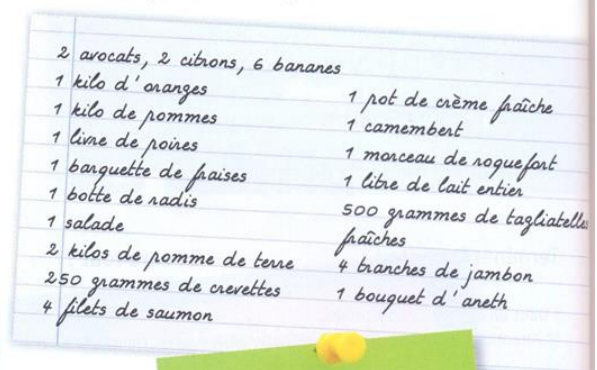 2 avocats, 2 citrons, 6 bananes
1 kilo d'oranges
1 kilo de pommes
1 livre de poires
1 barquette de fraises
1 botte de radis
1 salade
2 kilos de pomme de terre
250 grammes de crevettes
4 filets de saumon
1 pot de crème fraîche
1 camembert
1 morceau de roquefort
1 litre de lait entier
500 grammes de tagliatelles
fraîches
4 tranches de jambon
1 bouquet d'aneth